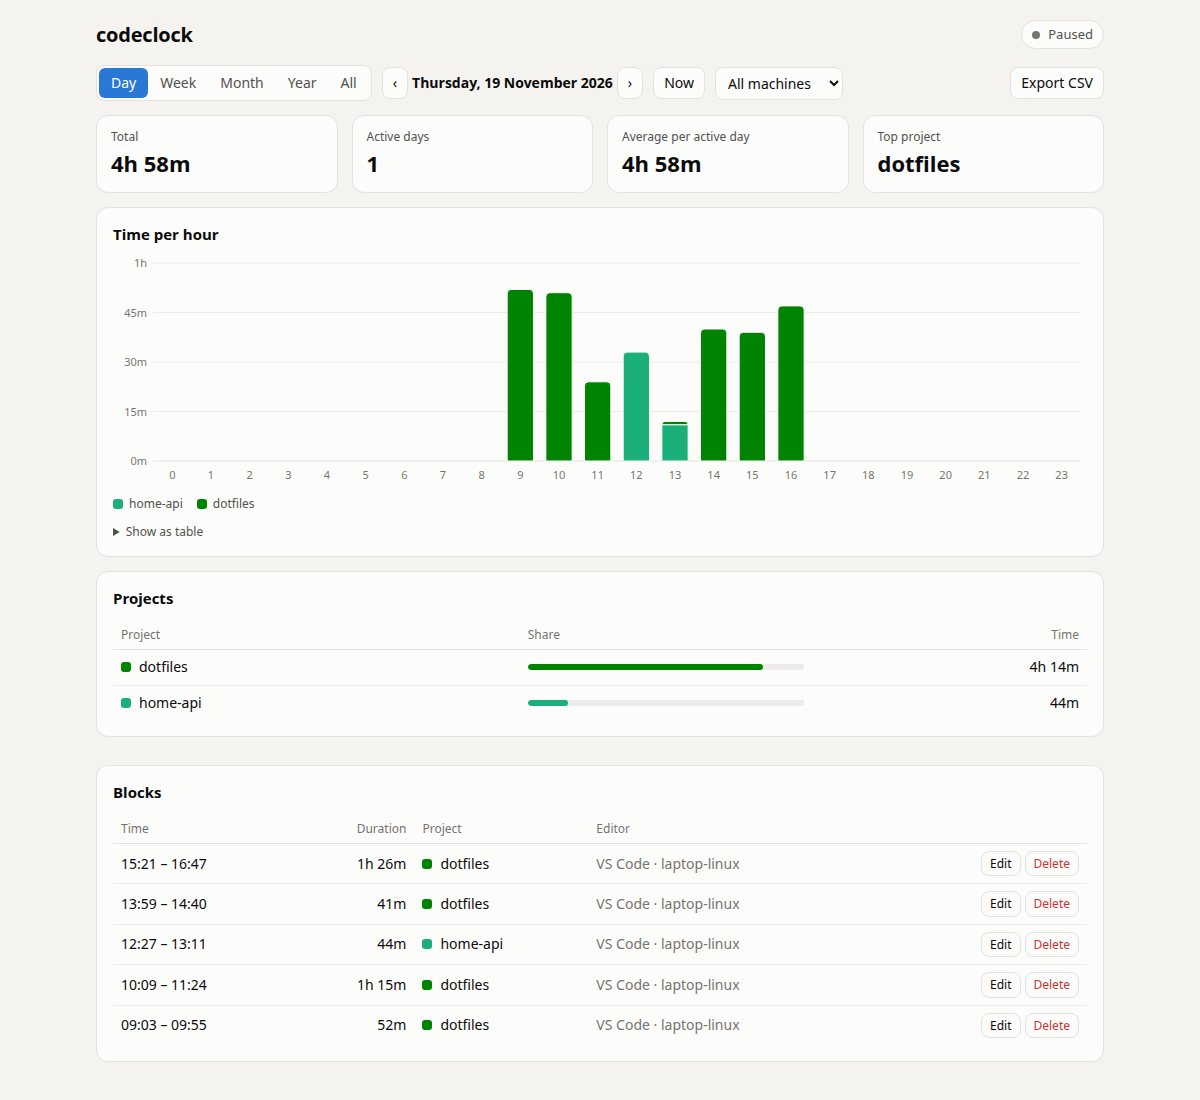 codeclock
Paused
Day Week Month Year All ‹ Thursday, 19 November 2026 › Now All machines Export CSV
Total
4h 58m
Active days
1
Average per active day
4h 58m
Top project
dotfiles
Time per hour
1h
45m
30m
15m
0m
0 1 2 3 4 5 6 7 8 9 10 11 12 13 14 15 16 17 18 19 20 21 22 23
home-api dotfiles
Show as table
Projects
Project Share Time
dotfiles 4h 14m
home-api 44m
Blocks
Time Duration Project Editor
15:21 – 16:47 1h 26m dotfiles VS Code · laptop-linux Edit Delete
13:59 – 14:40 41m dotfiles VS Code · laptop-linux Edit Delete
12:27 – 13:11 44m home-api VS Code · laptop-linux Edit Delete
10:09 – 11:24 1h 15m dotfiles VS Code · laptop-linux Edit Delete
09:03 – 09:55 52m dotfiles VS Code · laptop-linux Edit Delete